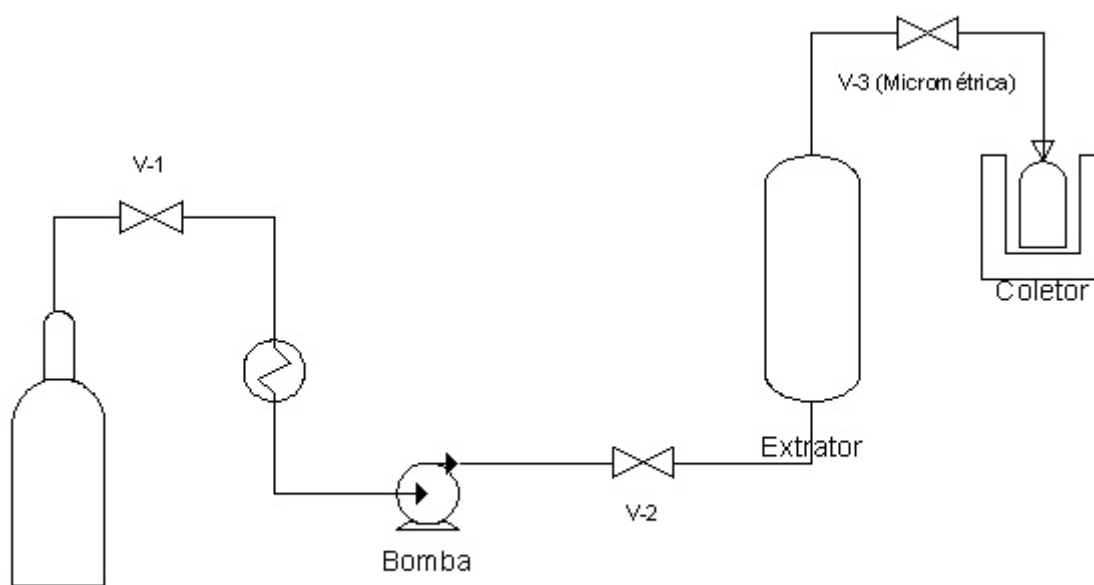 V-3 (Micrométrica)
V-1
Coletor
Extrator
V-2
Bomba